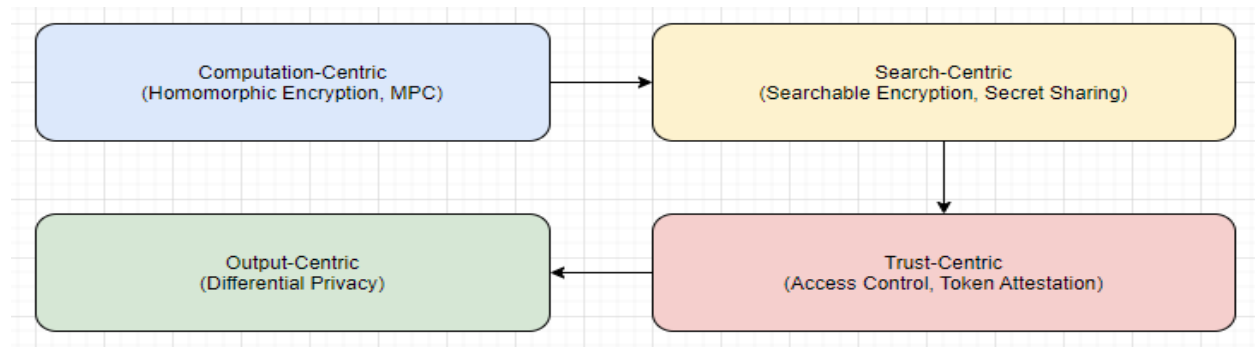 Computation-Centric
(Homomorphic Encryption, MPC)
Search-Centric
(Searchable Encryption, Secret Sharing)
Output-Centric
(Differential Privacy)
Trust-Centric
(Access Control, Token Attestation)